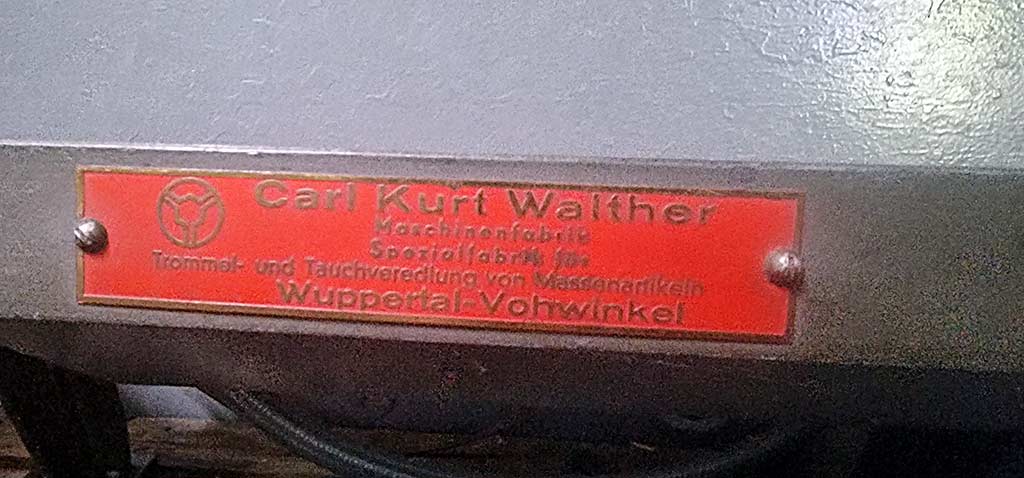 Carl Kurt Walther
Maschinenfabrik
Spezialfabrik für
Trommel- und Tauchveredlung von Massenartikeln
Wuppertal-Vohwinkel